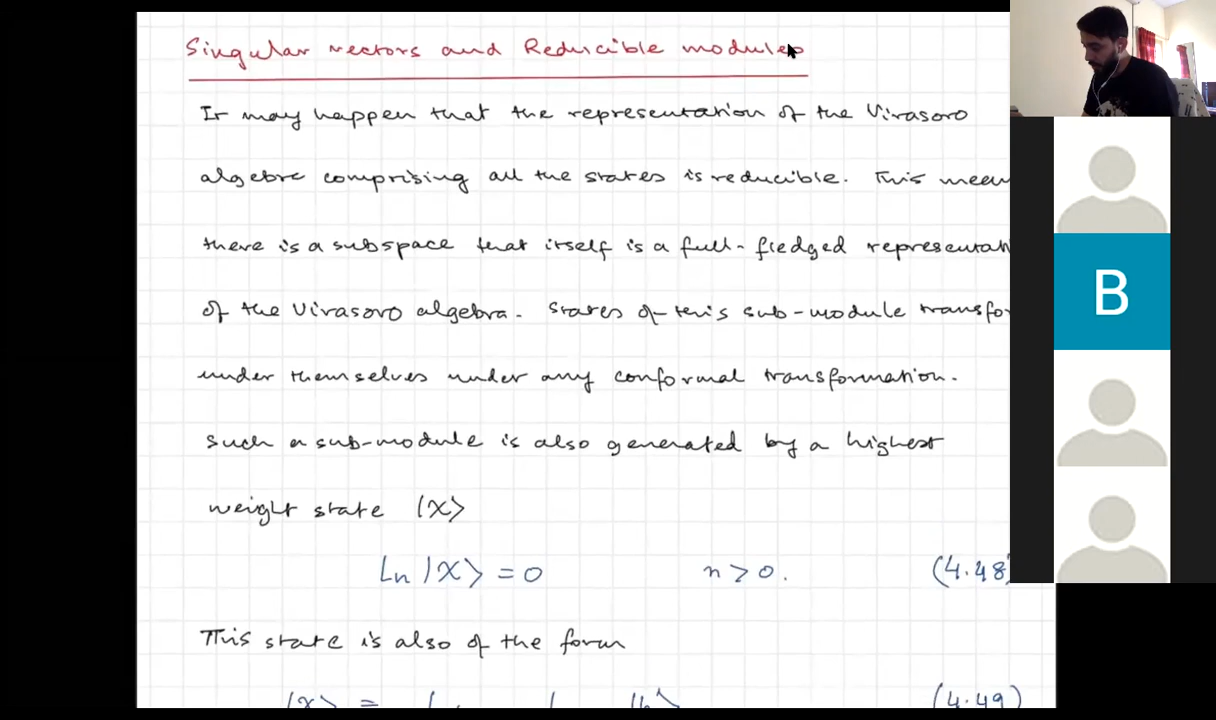 Singular vectors and Reducible modules
It may happen that the representation of the Virasoro
algebra comprising all the states is reducible. This mean
there is a subspace that itself is a full-fledged representat
of the Virasoro algebra. States of this sub-module transfo
under themselves under any conformal transformation.
Such a sub-module is also generated by a highest
weight state |χ>
Ln |χ> = 0 n > 0. (4.48)
This state is also of the form
|χ> = (4.49)
B